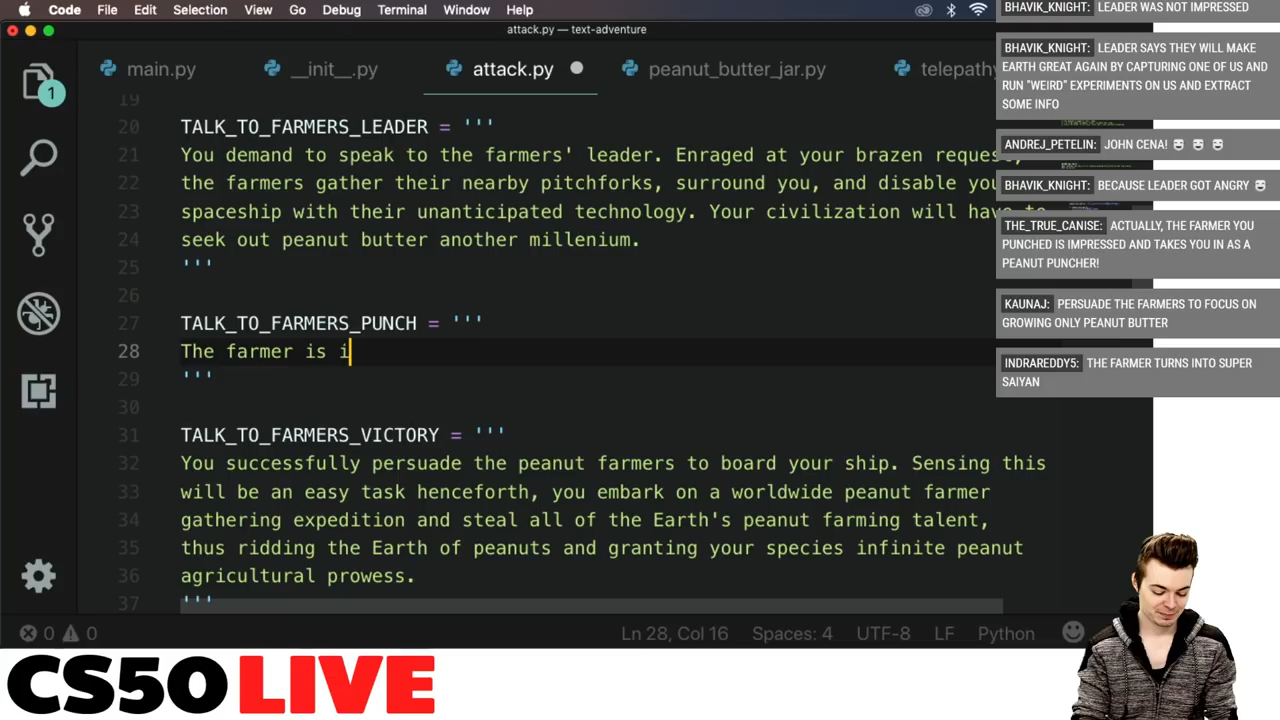 Code File Edit Selection View Go Debug Terminal Window Help
attack.py — text-adventure
main.py __init__.py attack.py peanut_butter_jar.py telepathy
1
19
20 TALK_TO_FARMERS_LEADER = '''
21 You demand to speak to the farmers' leader. Enraged at your brazen request,
22 the farmers gather their nearby pitchforks, surround you, and disable you
23 spaceship with their unanticipated technology. Your civilization will have to
24 seek out peanut butter another millenium.
25 '''
26
27 TALK_TO_FARMERS_PUNCH = '''
28 The farmer is i
29 '''
30
31 TALK_TO_FARMERS_VICTORY = '''
32 You successfully persuade the peanut farmers to board your ship. Sensing this
33 will be an easy task henceforth, you embark on a worldwide peanut farmer
34 gathering expedition and steal all of the Earth's peanut farming talent,
35 thus ridding the Earth of peanuts and granting your species infinite peanut
36 agricultural prowess.
37 '''
0 0 Ln 28, Col 16 Spaces: 4 UTF-8 LF Python
BHAVIK_KNIGHT: LEADER WAS NOT IMPRESSED
BHAVIK_KNIGHT: LEADER SAYS THEY WILL MAKE
EARTH GREAT AGAIN BY CAPTURING ONE OF US AND
RUN "WEIRD" EXPERIMENTS ON US AND EXTRACT
SOME INFO
ANDREJ_PETELIN: JOHN CENA! 😀 😀 😀
BHAVIK_KNIGHT: BECAUSE LEADER GOT ANGRY 😀
THE_TRUE_CANISE: ACTUALLY, THE FARMER YOU
PUNCHED IS IMPRESSED AND TAKES YOU IN AS A
PEANUT PUNCHER!
KAUNAJ: PERSUADE THE FARMERS TO FOCUS ON
GROWING ONLY PEANUT BUTTER
INDRAREDDY5: THE FARMER TURNS INTO SUPER
SAIYAN
CS50 LIVE